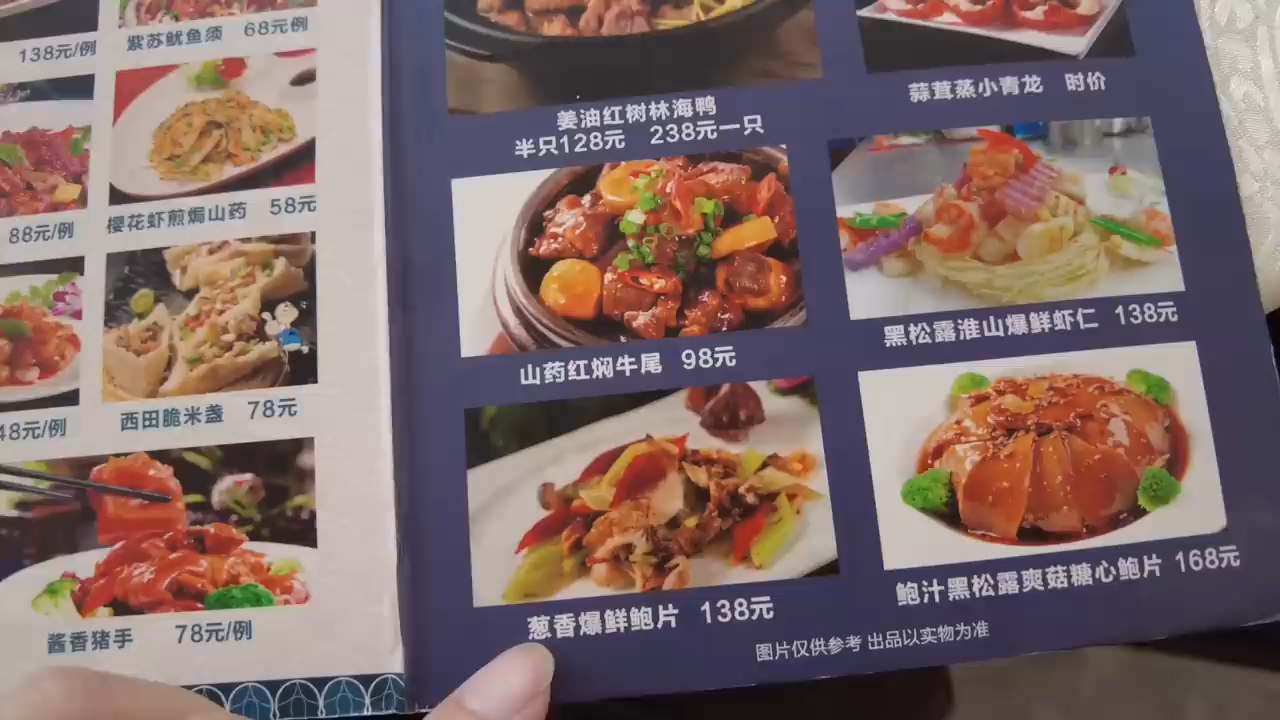 138元/例
紫苏鱿鱼须 68元例
88元/例
樱花虾煎焗山药 58元
48元/例
西田脆米盏 78元
酱香猪手 78元/例
姜油红树林海鸭
半只128元 238元一只
蒜茸蒸小青龙 时价
山药红焖牛尾 98元
黑松露淮山爆鲜虾仁 138元
葱香爆鲜鲍片 138元
鲍汁黑松露爽菇糖心鲍片 168元
图片仅供参考 出品以实物为准